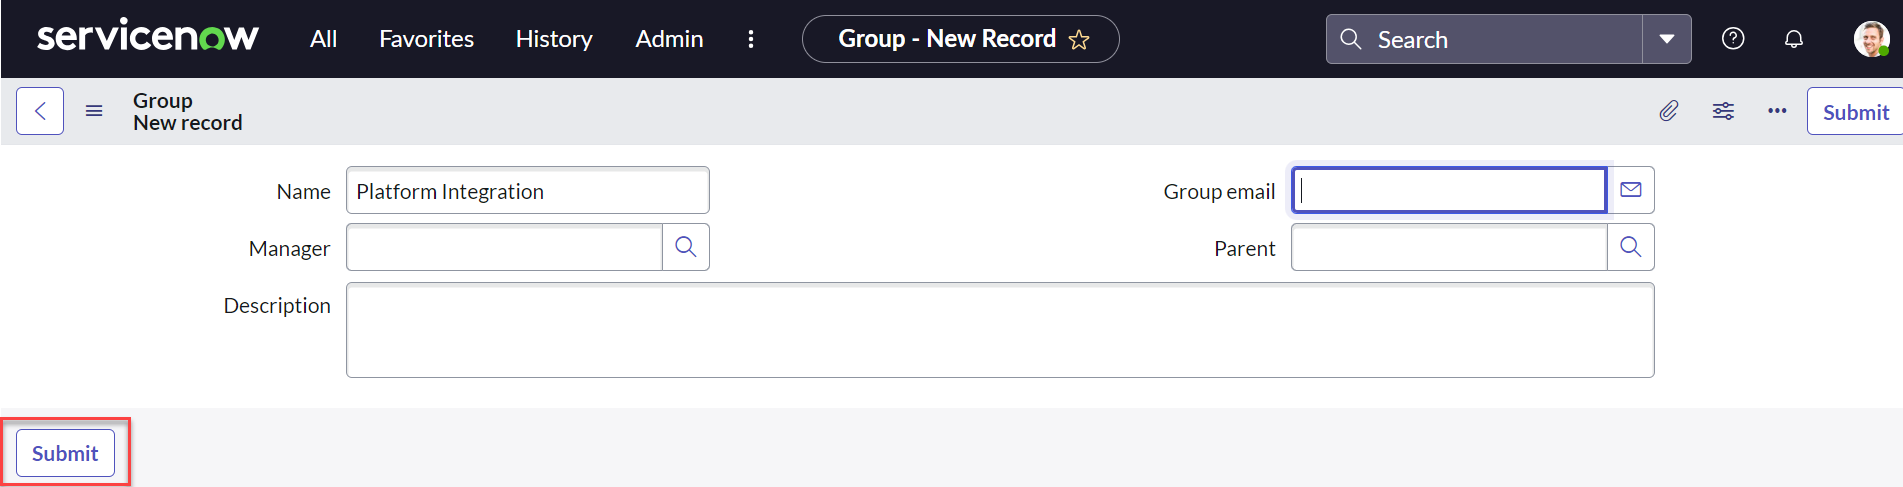 servicenow All Favorites History Admin Group - New Record Search
Group
New record
Submit
Name Platform Integration Group email
Manager Parent
Description
Submit